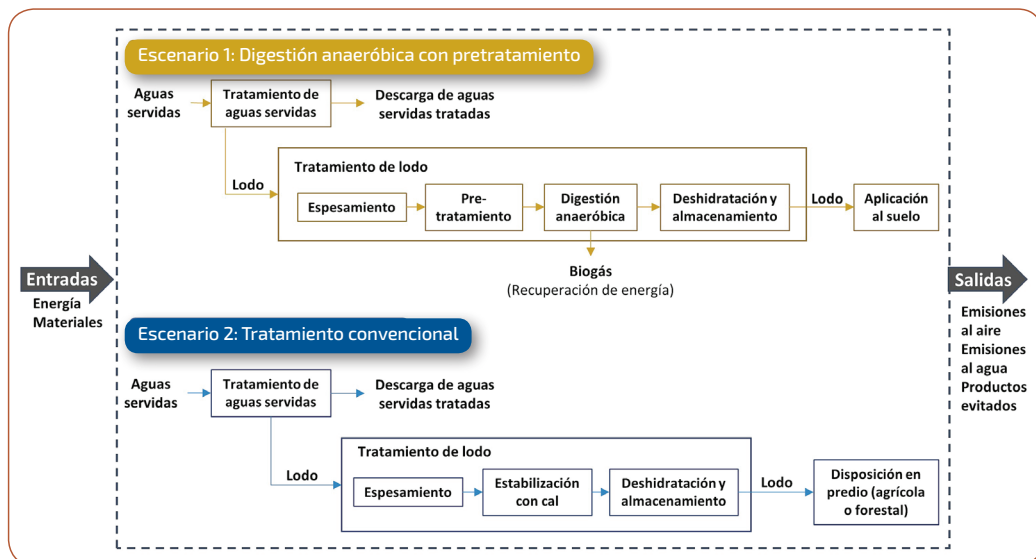 Escenario 1: Digestión anaeróbica con pretratamiento
Aguas
servidas
Tratamiento de
aguas servidas
Descarga de aguas
servidas tratadas
Lodo
Tratamiento de lodo
Espesamiento
Pre-
tratamiento
Digestión
anaeróbica
Deshidratación y
almacenamiento
Lodo
Aplicación
al suelo
Biogás
(Recuperación de energía)
Entradas
Energía
Materiales
Salidas
Emisiones
al aire
Emisiones
al agua
Productos
evitados
Escenario 2: Tratamiento convencional
Aguas
servidas
Tratamiento de
aguas servidas
Descarga de aguas
servidas tratadas
Lodo
Tratamiento de lodo
Espesamiento
Estabilización
con cal
Deshidratación y
almacenamiento
Lodo
Disposición en
predio (agrícola
o forestal)